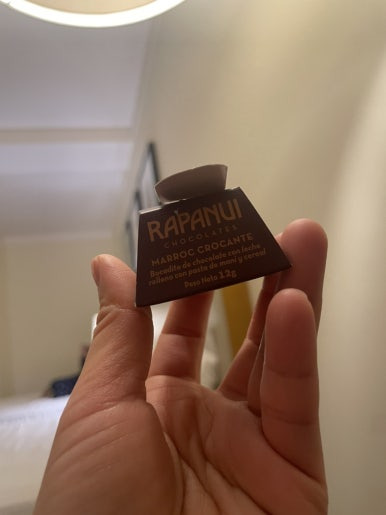 RAPANUI
CHOCOLATES
MARROC CROCANTE
Bocadito de chocolate con leche
relleno con pasta de maní y cereal
Peso Neto 12g